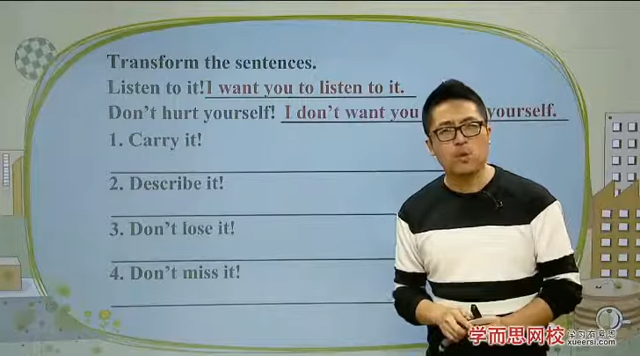 Transform the sentences.
Listen to it! I want you to listen to it.
Don't hurt yourself! I don't want you yourself.
1. Carry it!
2. Describe it!
3. Don't lose it!
4. Don't miss it!
学而思网校
xueersi.com